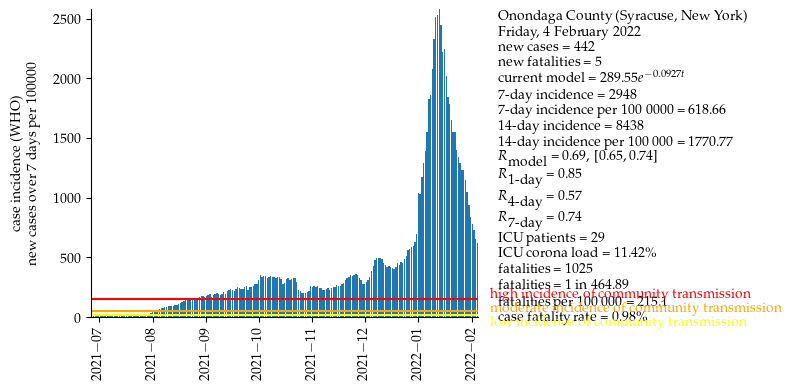 case incidence (WHO)
new cases over 7 days per 100000
2500
2000
1500
1000
500
0
2021−07
2021−08
2021−09
2021−10
2021−11
2021−12
2022−01
2022−02
Onondaga County (Syracuse, New York)
Friday, 4 February 2022
new cases = 442
new fatalities = 5
current model = 289.55e^{−0.0927t}
7-day incidence = 2948
7-day incidence per 100 0000 = 618.66
14-day incidence = 8438
14-day incidence per 100 000 = 1770.77
R_model = 0.69, [0.65, 0.74]
R_1-day = 0.85
R_4-day = 0.57
R_7-day = 0.74
ICU patients = 29
ICU corona load = 11.42%
fatalities = 1025
fatalities = 1 in 464.89
high incidence of community transmission
fatalities per 100 000 = 215.1
moderate incidence of community transmission
case fatality rate = 0.98%
low incidence of community transmission